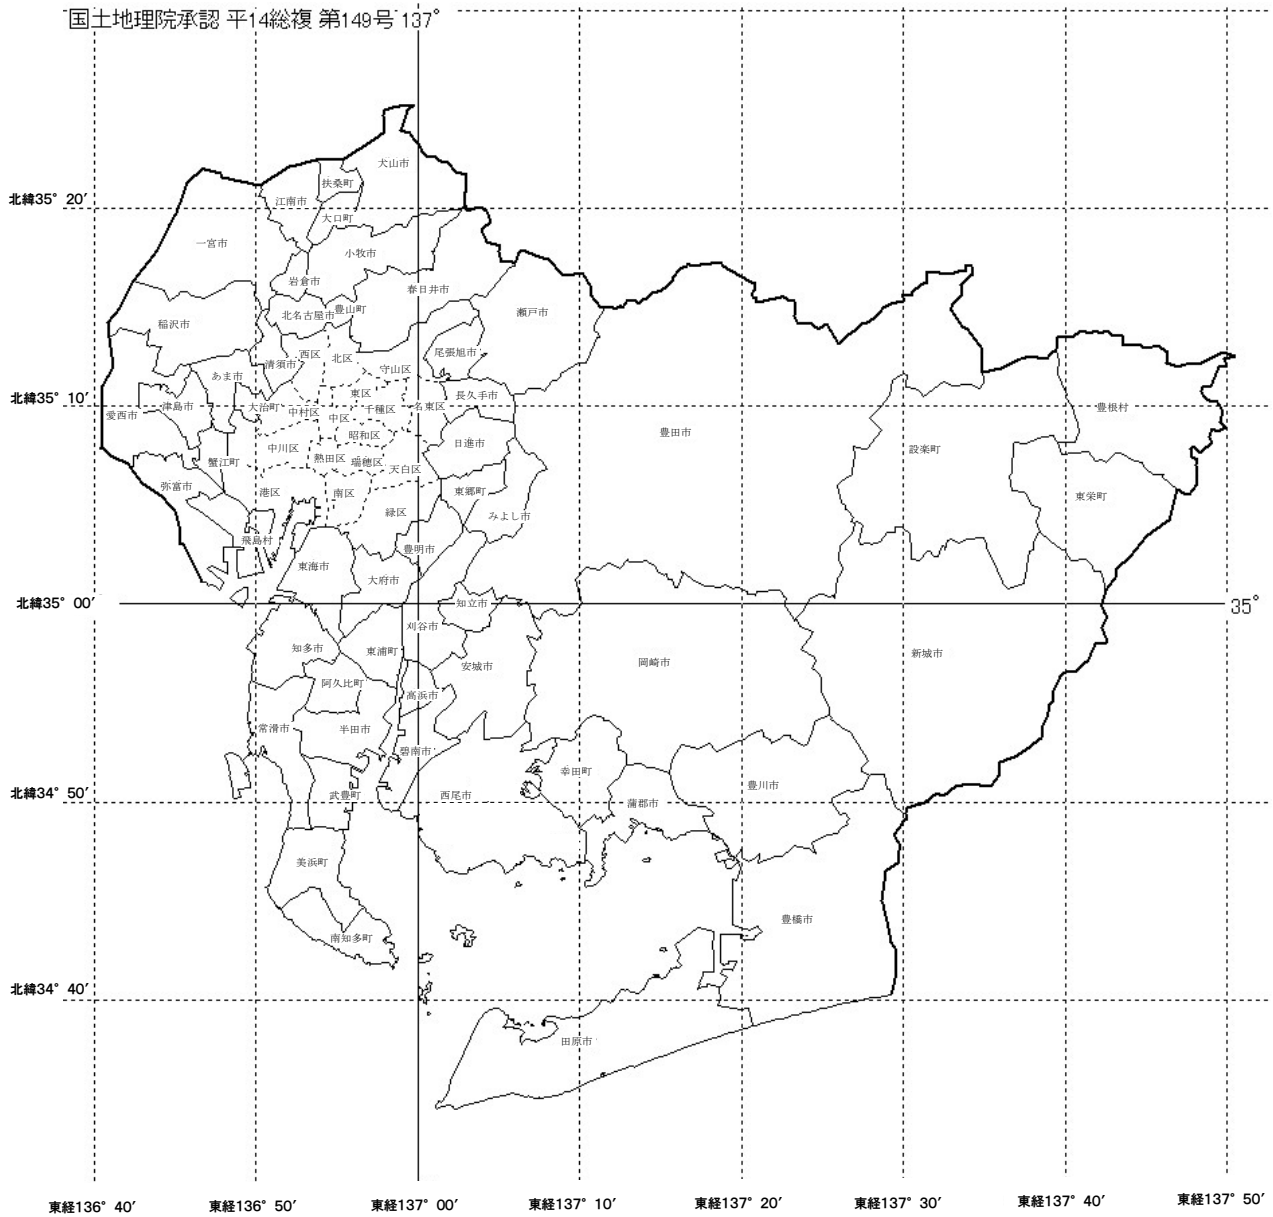 国土地理院承認 平14総複 第149号 137°
犬山市
扶桑町
北緯35° 20′
江南市
大口町
一宮市
小牧市
岩倉市
春日井市
豊山町
瀬戸市
北名古屋市
稲沢市
西区
北区
尾張旭市
清須市
守山区
あま市
東区
長久手市
北緯35° 10′
愛西市
津島市
大治町
中村区
中区
千種区
名東区
豊根村
昭和区
豊田市
日進市
中川区
設楽町
熱田区
瑞穂区
蟹江町
天白区
弥富市
港区
南区
東郷町
東栄町
緑区
みよし市
飛島村
豊明市
東海市
大府市
北緯35° 00′
知立市
35°
刈谷市
知多市
東浦町
新城市
安城市
岡崎市
阿久比町
高浜市
常滑市
半田市
碧南市
幸田町
豊川市
北緯34° 50′
武豊町
西尾市
蒲郡市
美浜町
豊橋市
南知多町
北緯34° 40′
田原市
東経136° 40′
東経136° 50′
東経137° 00′
東経137° 10′
東経137° 20′
東経137° 30′
東経137° 40′
東経137° 50′